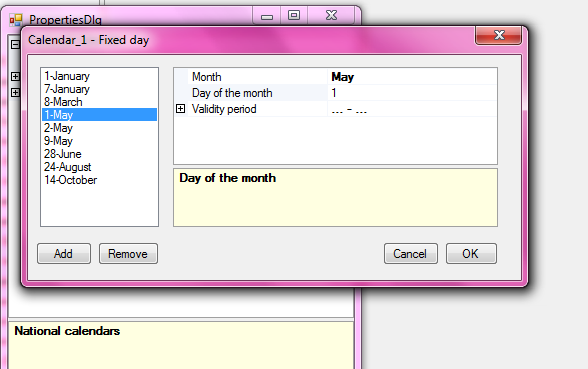 PropertiesDlg
Calendar_1 - Fixed day
1-January
7-January
8-March
1-May
2-May
9-May
28-June
24-August
14-October
Month May
Day of the month 1
Validity period ... - ...
Day of the month
Add Remove Cancel OK
National calendars